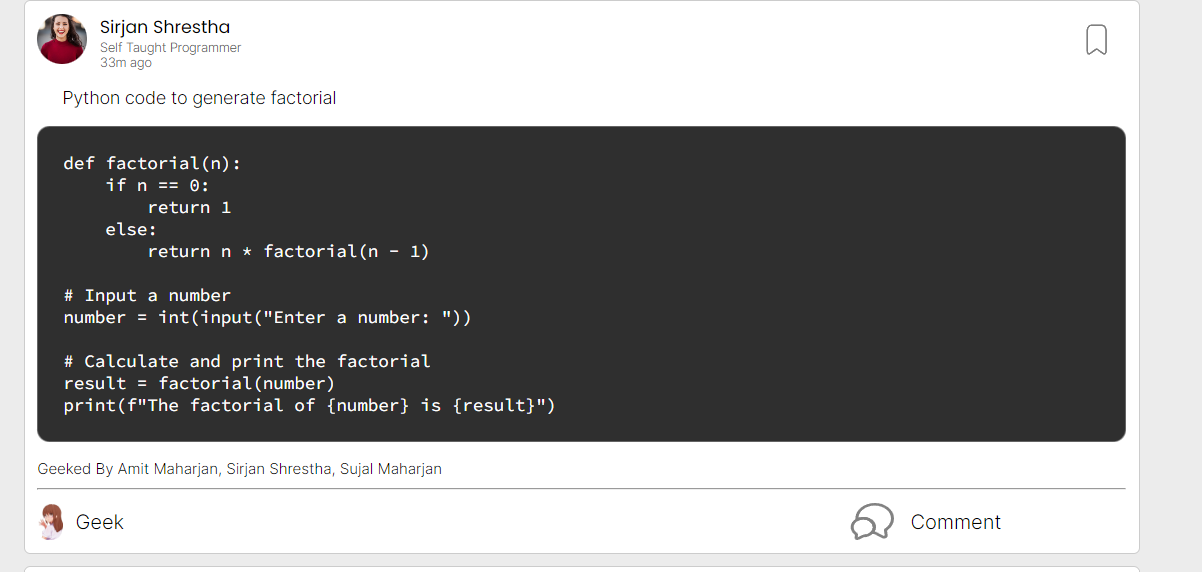 Sirjan Shrestha
Self Taught Programmer
33m ago
Python code to generate factorial
def factorial(n):
    if n == 0:
        return 1
    else:
        return n * factorial(n - 1)
# Input a number
number = int(input("Enter a number: "))
# Calculate and print the factorial
result = factorial(number)
print(f"The factorial of {number} is {result}")
Geeked By Amit Maharjan, Sirjan Shrestha, Sujal Maharjan
Geek
Comment